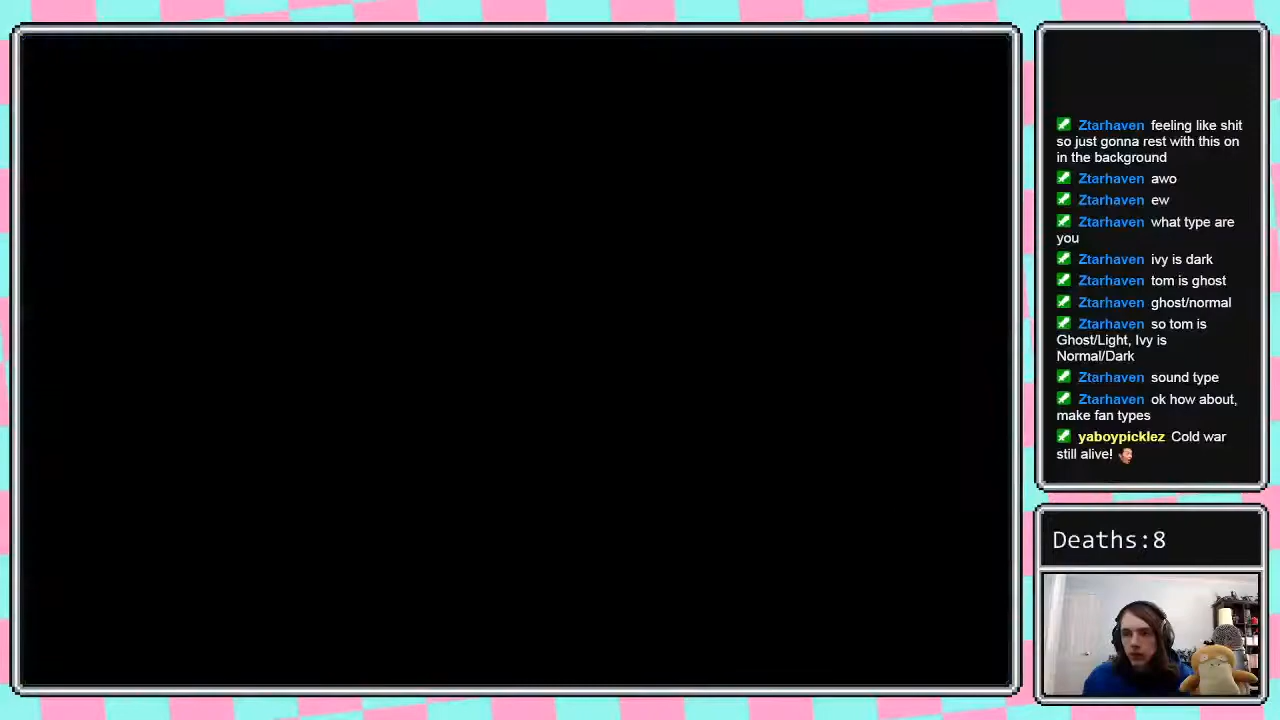 Ztarhaven feeling like shit
so just gonna rest with this on
in the background
Ztarhaven awo
Ztarhaven ew
Ztarhaven what type are
you
Ztarhaven ivy is dark
Ztarhaven tom is ghost
Ztarhaven ghost/normal
Ztarhaven so tom is
Ghost/Light, Ivy is
Normal/Dark
Ztarhaven sound type
Ztarhaven ok how about,
make fan types
yaboypicklez Cold war
still alive!
Deaths:8